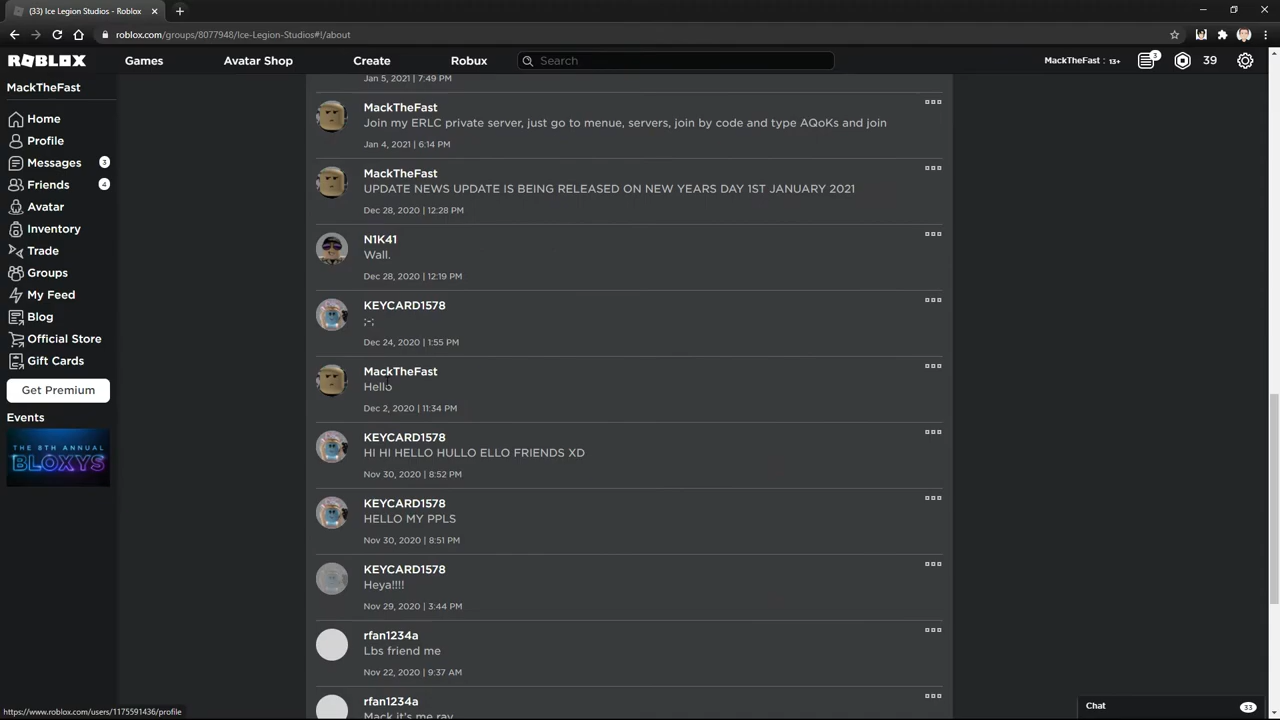 (33) Ice Legion Studios - Roblox
roblox.com/groups/8077948/Ice-Legion-Studios#!/about
ROBLOX
Games
Avatar Shop
Create
Robux
Search
MackTheFast : 13+
3
39
MackTheFast
Home
Profile
Messages 3
Friends 4
Avatar
Inventory
Trade
Groups
My Feed
Blog
Official Store
Gift Cards
Get Premium
Events
THE 8TH ANNUAL
BLOXYS
Jan 5, 2021 | 7:49 PM
MackTheFast
Join my ERLC private server, just go to menue, servers, join by code and type AQoKs and join
Jan 4, 2021 | 6:14 PM
MackTheFast
UPDATE NEWS UPDATE IS BEING RELEASED ON NEW YEARS DAY 1ST JANUARY 2021
Dec 28, 2020 | 12:28 PM
N1K41
Wall.
Dec 28, 2020 | 12:19 PM
KEYCARD1578
;-;
Dec 24, 2020 | 1:55 PM
MackTheFast
Hello
Dec 2, 2020 | 11:34 PM
KEYCARD1578
HI HI HELLO HULLO ELLO FRIENDS XD
Nov 30, 2020 | 8:52 PM
KEYCARD1578
HELLO MY PPLS
Nov 30, 2020 | 8:51 PM
KEYCARD1578
Heya!!!!
Nov 29, 2020 | 3:44 PM
rfan1234a
Lbs friend me
Nov 22, 2020 | 9:37 AM
rfan1234a
Mack it's me ray
https://www.roblox.com/users/1175591436/profile
Chat
33